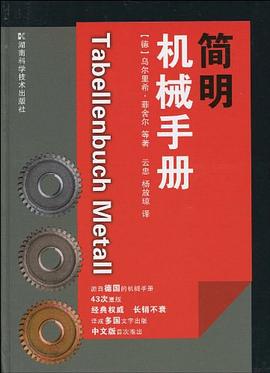 湖南科学技术出版社
简明
机械手册
[德]乌尔里希·菲舍尔 等著
云忠 杨放琼 译
Tabellenbuch Metall
源自德国的机械手册
43次重版
经典权威 长销不衰
译成多国文字出版
中文版首次推出